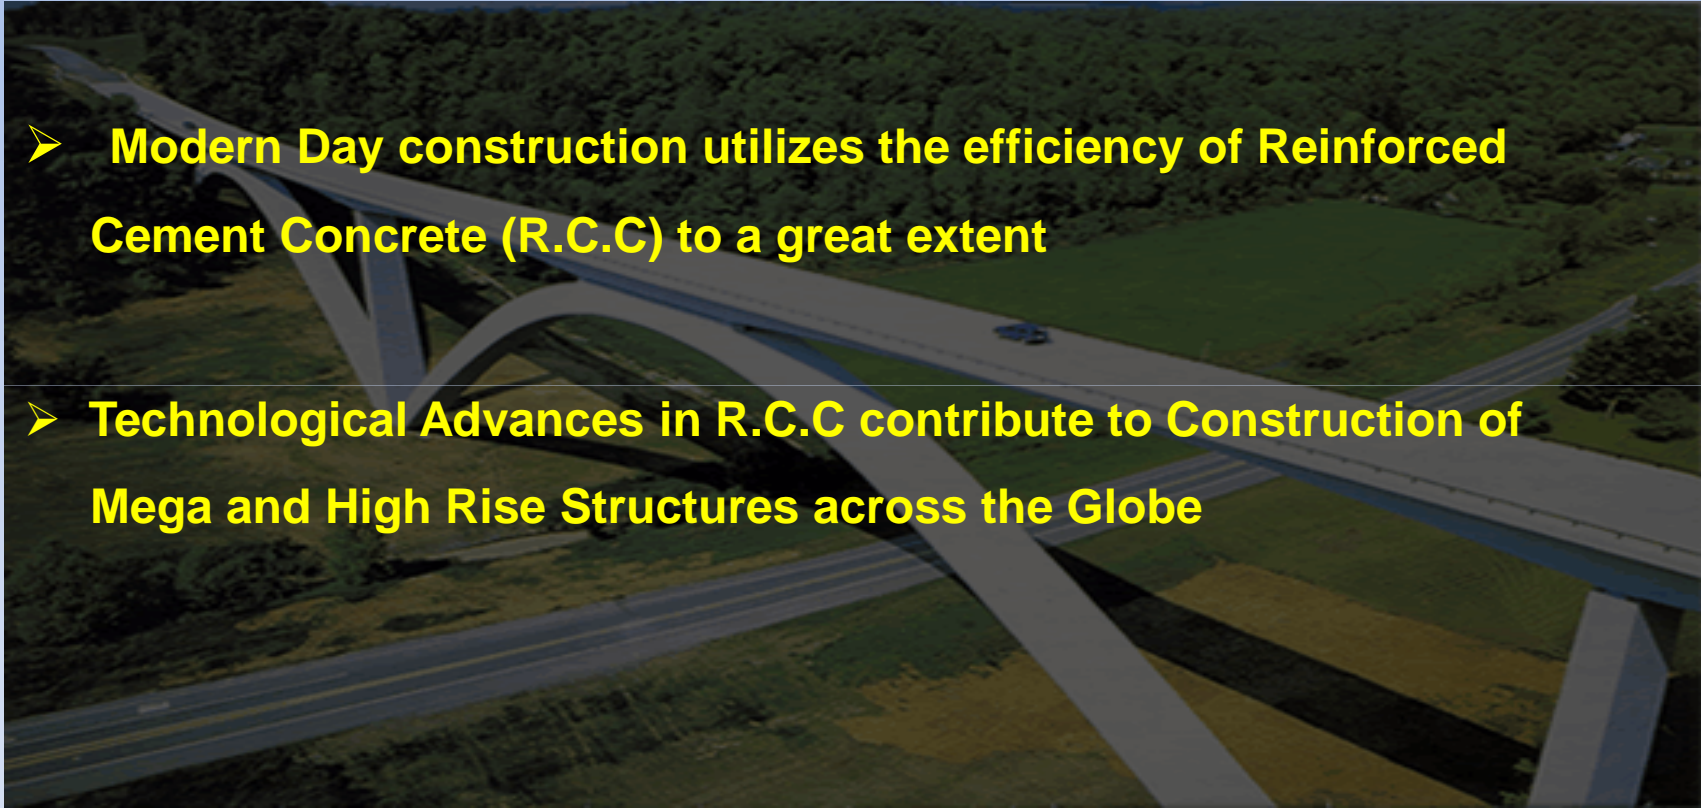 ➢ Modern Day construction utilizes the efficiency of Reinforced
Cement Concrete (R.C.C) to a great extent
➢ Technological Advances in R.C.C contribute to Construction of
Mega and High Rise Structures across the Globe